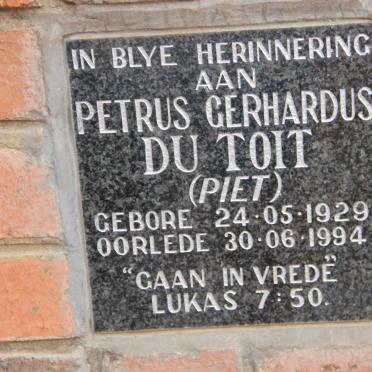 IN BLYE HERINNERING
AAN
PETRUS GERHARDUS
DU TOIT
(PIET)
GEBORE 24·05·1929
OORLEDE 30·06·1994
"GAAN IN VREDE"
LUKAS 7:50.